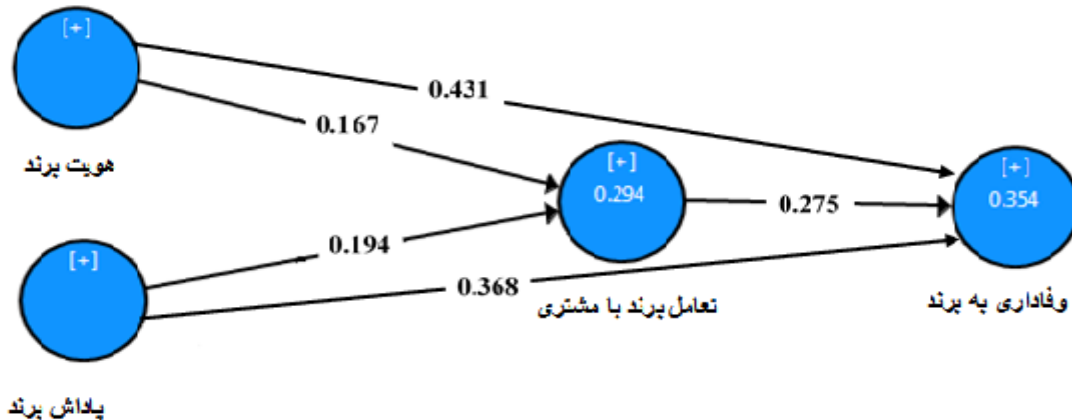 [+]
0.431
0.167
هویت برند
[+]
0.294
[+]
0.354
0.275
[+]
0.194
0.368
تعامل برند با مشتری
وفاداری به برند
پاداش برند